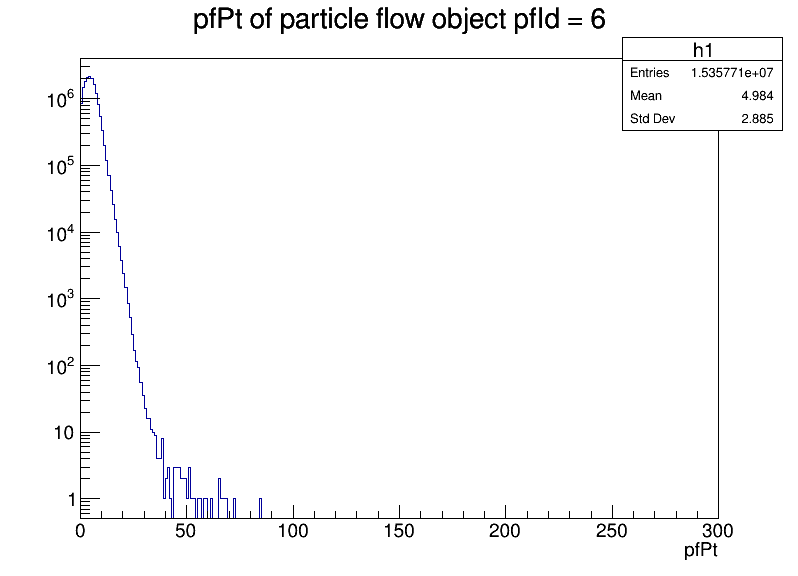 pfPt of particle flow object pfId = 6
h1
Entries 1.535771e+07
Mean 4.984
Std Dev 2.885
10^6
10^5
10^4
10^3
10^2
10
1
0 50 100 150 200 250 300
pfPt